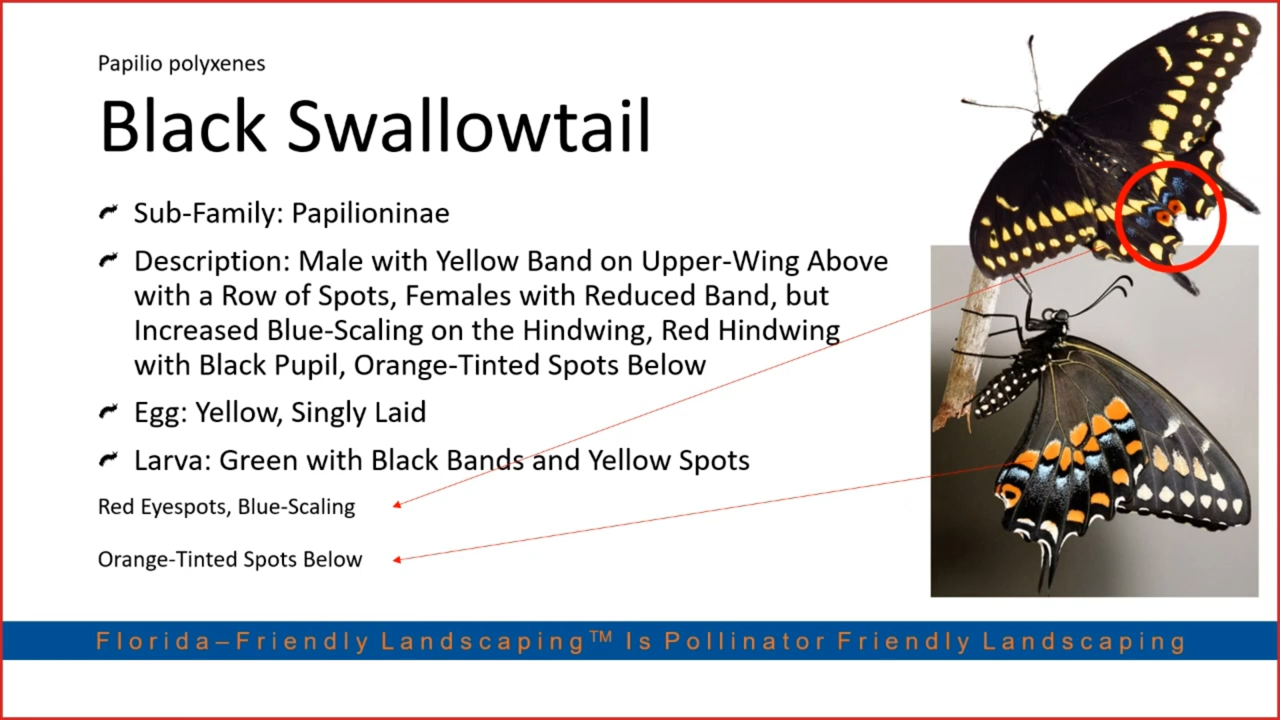 Papilio polyxenes
Black Swallowtail
Sub-Family: Papilioninae
Description: Male with Yellow Band on Upper-Wing Above
with a Row of Spots, Females with Reduced Band, but
Increased Blue-Scaling on the Hindwing, Red Hindwing
with Black Pupil, Orange-Tinted Spots Below
Egg: Yellow, Singly Laid
Larva: Green with Black Bands and Yellow Spots
Red Eyespots, Blue-Scaling
Orange-Tinted Spots Below
Florida–Friendly Landscaping™ Is Pollinator Friendly Landscaping